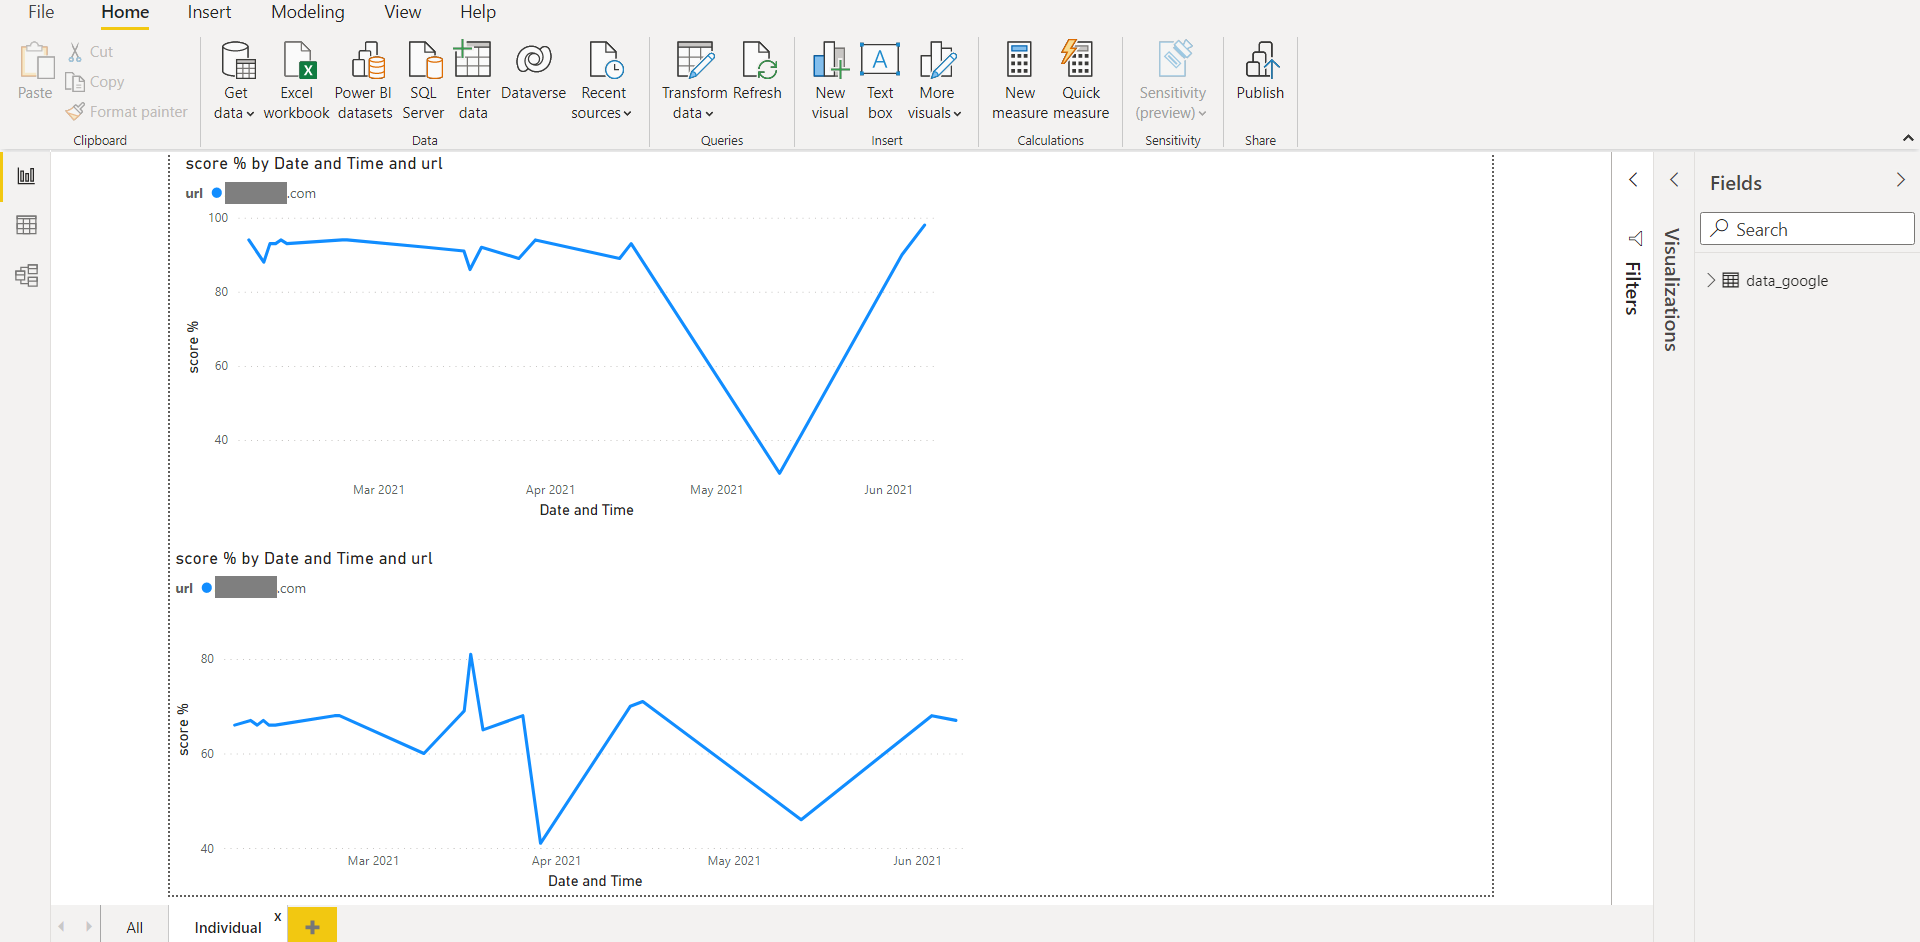 File Home Insert Modeling View Help
Paste
Cut
Copy
Format painter
Clipboard
Get data
Excel workbook
Power BI datasets
SQL Server
Enter data
Dataverse
Recent sources
Data
Transform data
Refresh
Queries
New visual
Text box
More visuals
Insert
New measure
Quick measure
Calculations
Sensitivity (preview)
Sensitivity
Publish
Share
score % by Date and Time and url
url .com
100
80
60
40
score %
Mar 2021 Apr 2021 May 2021 Jun 2021
Date and Time
score % by Date and Time and url
url .com
80
60
40
score %
Mar 2021 Apr 2021 May 2021 Jun 2021
Date and Time
Filters
Visualizations
Fields
Search
data_google
All
Individual
x